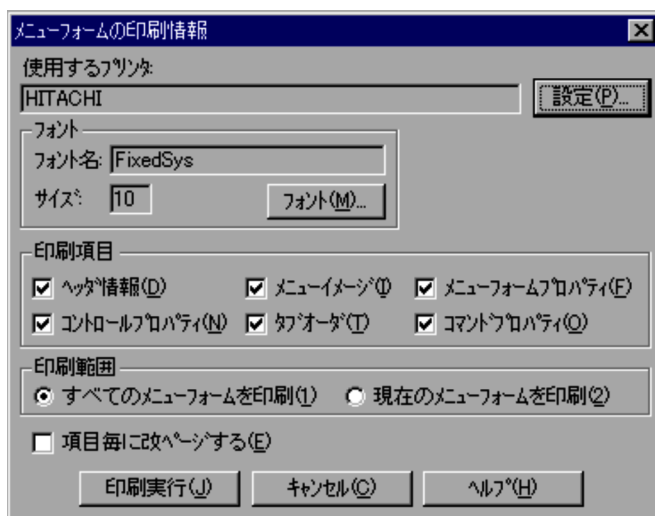 メニューフォームの印刷情報
使用するプリンタ:
HITACHI
設定(P)...
フォント
フォント名: FixedSys
サイズ: 10
フォント(M)...
印刷項目
ヘッダ情報(D) メニューイメージ(I) メニューフォームプロパティ(F)
コントロールプロパティ(N) タブオーダ(T) コマンドプロパティ(O)
印刷範囲
すべてのメニューフォームを印刷(1) 現在のメニューフォームを印刷(2)
項目毎に改ページする(E)
印刷実行(J) キャンセル(C) ヘルプ(H)